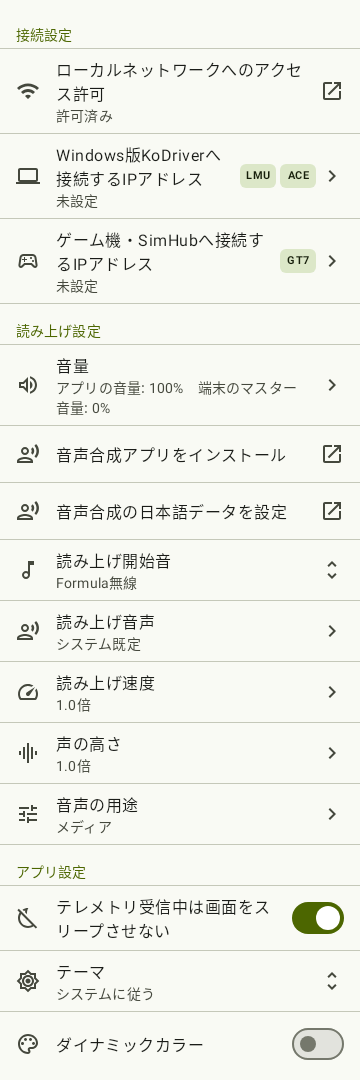 接続設定
ローカルネットワークへのアクセ
ス許可
許可済み
Windows版KoDriverへ
接続するIPアドレス
LMU
ACE
未設定
ゲーム機・SimHubへ接続す
るIPアドレス
GT7
未設定
読み上げ設定
音量
アプリの音量: 100%　端末のマスター
音量: 0%
音声合成アプリをインストール
音声合成の日本語データを設定
読み上げ開始音
Formula無線
読み上げ音声
システム既定
読み上げ速度
1.0倍
声の高さ
1.0倍
音声の用途
メディア
アプリ設定
テレメトリ受信中は画面をス
リープさせない
テーマ
システムに従う
ダイナミックカラー